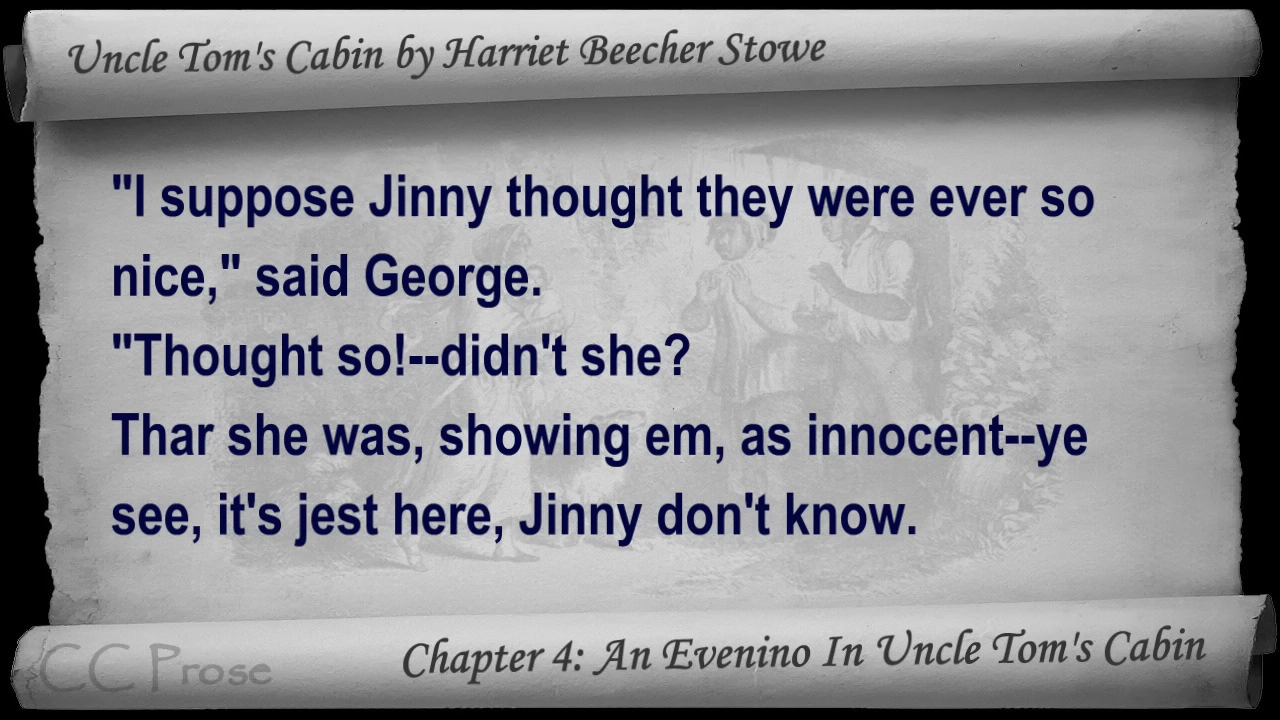 Uncle Tom's Cabin by Harriet Beecher Stowe
"I suppose Jinny thought they were ever so
nice," said George.
"Thought so!--didn't she?
Thar she was, showing em, as innocent--ye
see, it's jest here, Jinny don't know.
CC Prose
Chapter 4: An Evenino In Uncle Tom's Cabin